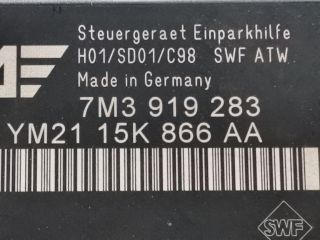 Steuergeraet Einparkhilfe
H01/SD01/C98 SWF ATW
Made in Germany
7M3 919 283
YM21 15K 866 AA
SWF